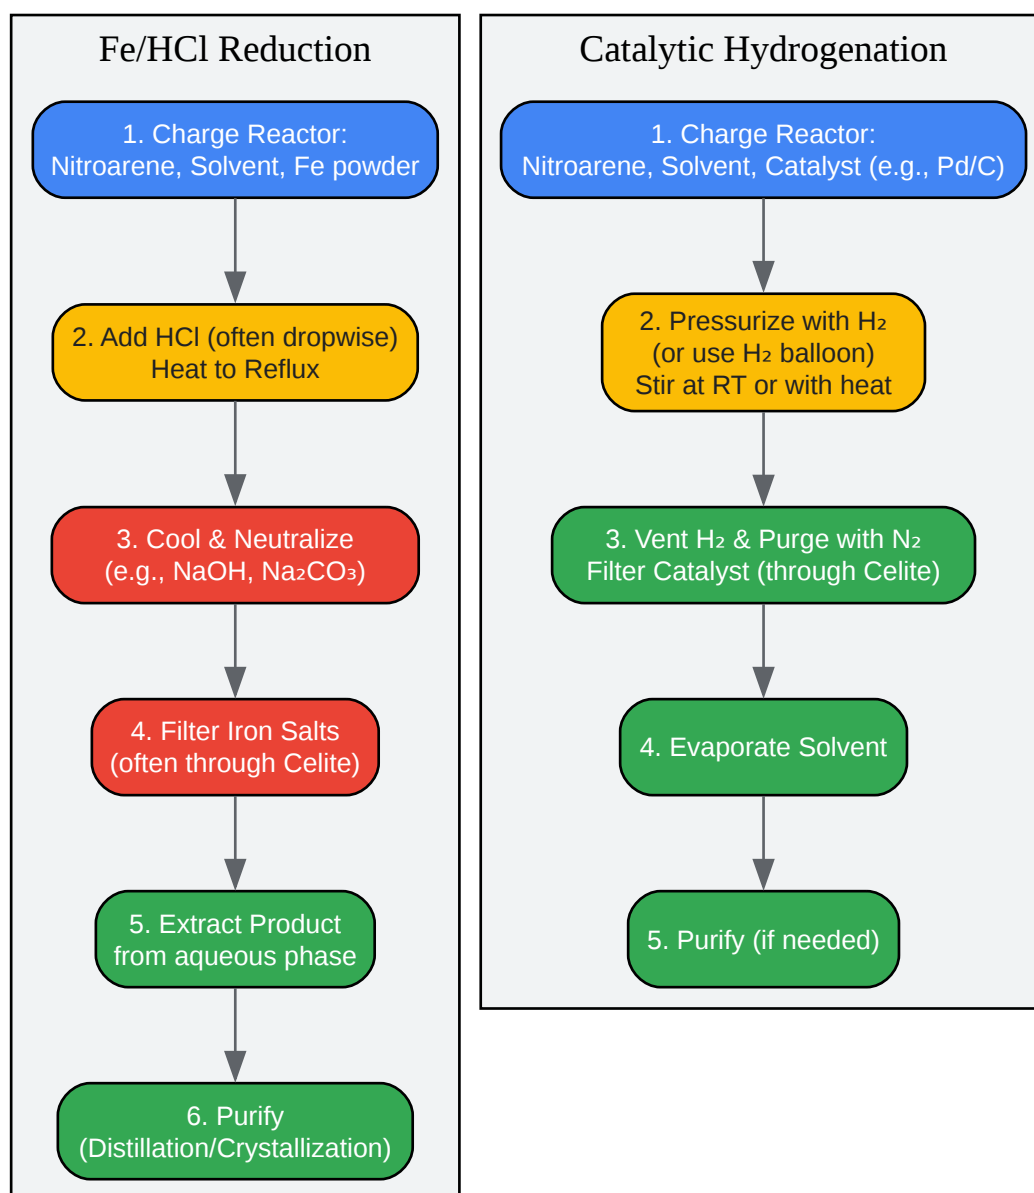 Fe/HCl Reduction
1. Charge Reactor:
Nitroarene, Solvent, Fe powder
2. Add HCl (often dropwise)
Heat to Reflux
3. Cool & Neutralize
(e.g., NaOH, Na₂CO₃)
4. Filter Iron Salts
(often through Celite)
5. Extract Product
from aqueous phase
6. Purify
(Distillation/Crystallization)
Catalytic Hydrogenation
1. Charge Reactor:
Nitroarene, Solvent, Catalyst (e.g., Pd/C)
2. Pressurize with H₂
(or use H₂ balloon)
Stir at RT or with heat
3. Vent H₂ & Purge with N₂
Filter Catalyst (through Celite)
4. Evaporate Solvent
5. Purify (if needed)